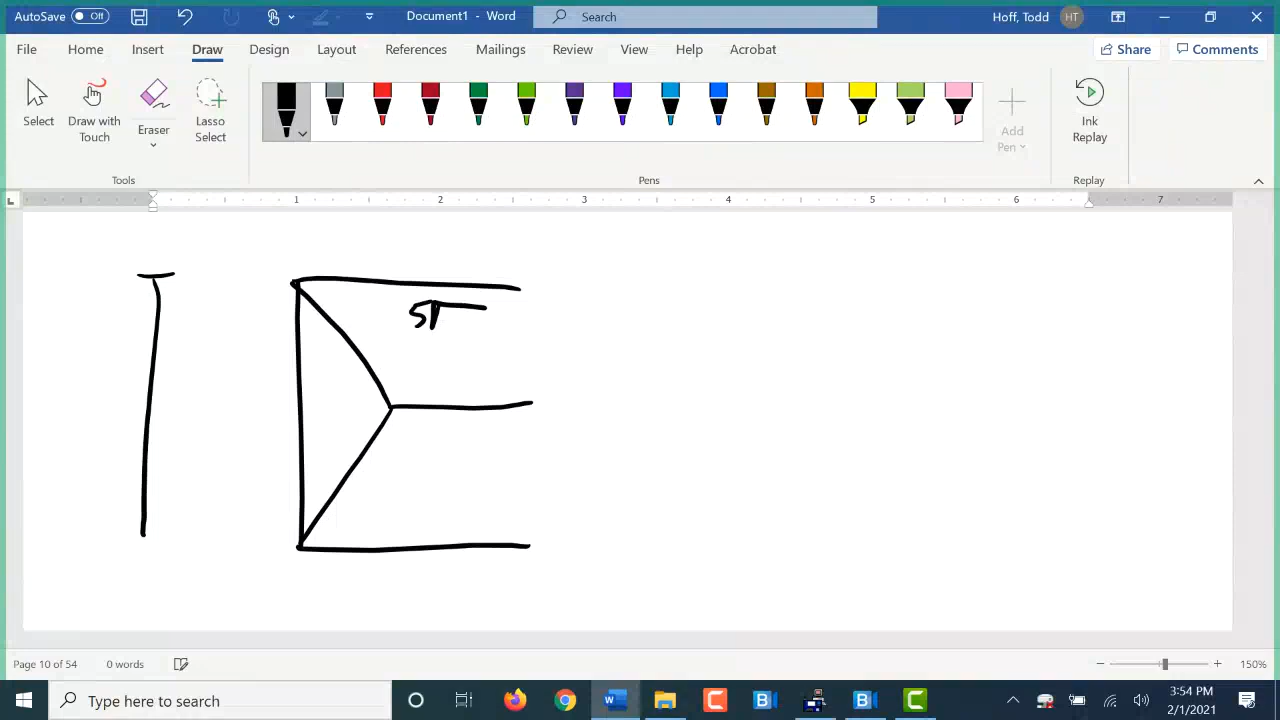 AutoSave Off Document1 - Word Search Hoff, Todd HT
File Home Insert Draw Design Layout References Mailings Review View Help Acrobat Share Comments
Select Draw with Touch Eraser Lasso Select Add Pen Ink Replay
Tools Pens Replay
L 1 2 3 4 5 6 7
Page 10 of 54 0 words 150%
Type here to search 3:54 PM
2/1/2021